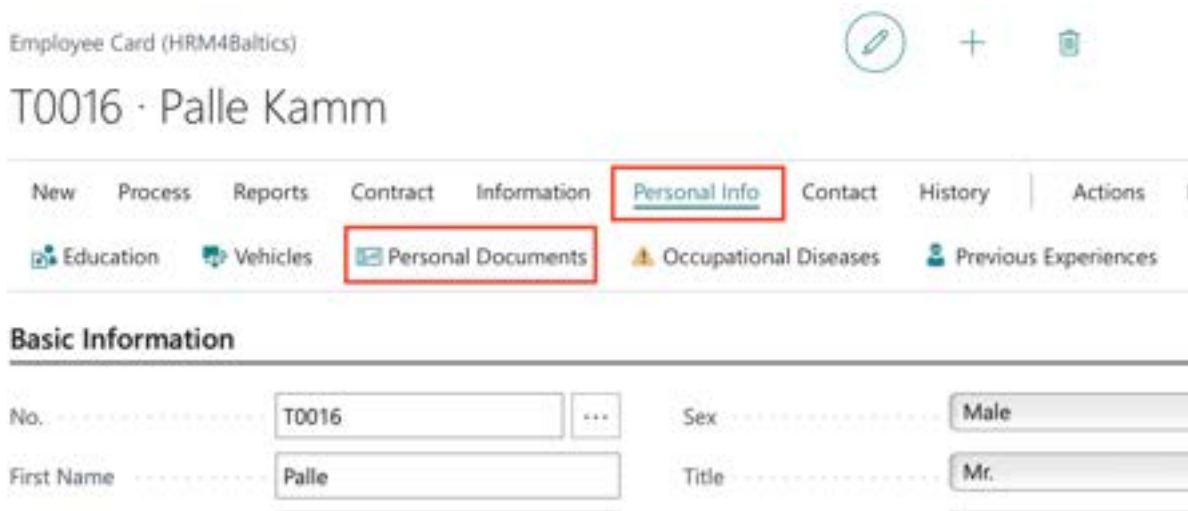 Employee Card (HRM4Baltics)
T0016 · Palle Kamm
New Process Reports Contract Information Personal Info Contact History Actions
Education Vehicles Personal Documents Occupational Diseases Previous Experiences
Basic Information
No. T0016 ... Sex Male
First Name Palle Title Mr.